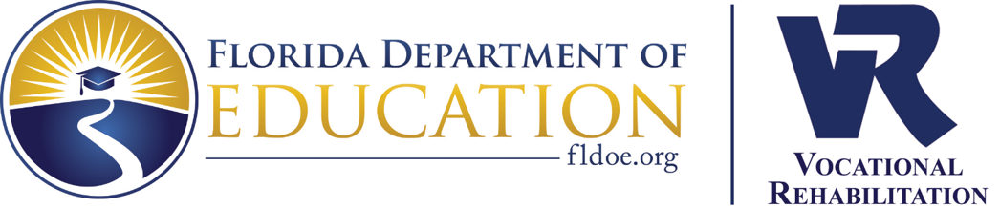 FLORIDA DEPARTMENT OF
EDUCATION
fldoe.org
VR
VOCATIONAL
REHABILITATION